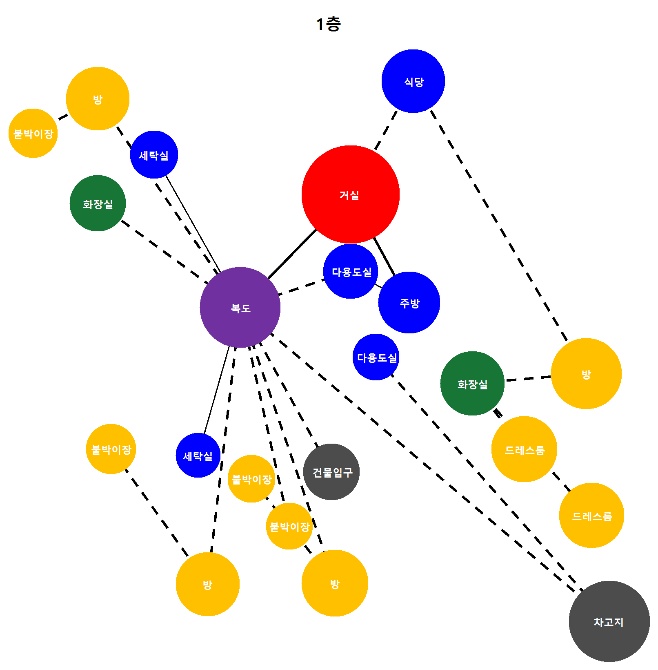 1층
식당
방
붙박이장
세탁실
거실
화장실
다용도실
주방
복도
다용도실
화장실
방
붙박이장
세탁실
드레스룸
붙박이장
건물입구
드레스룸
붙박이장
방
방
차고지